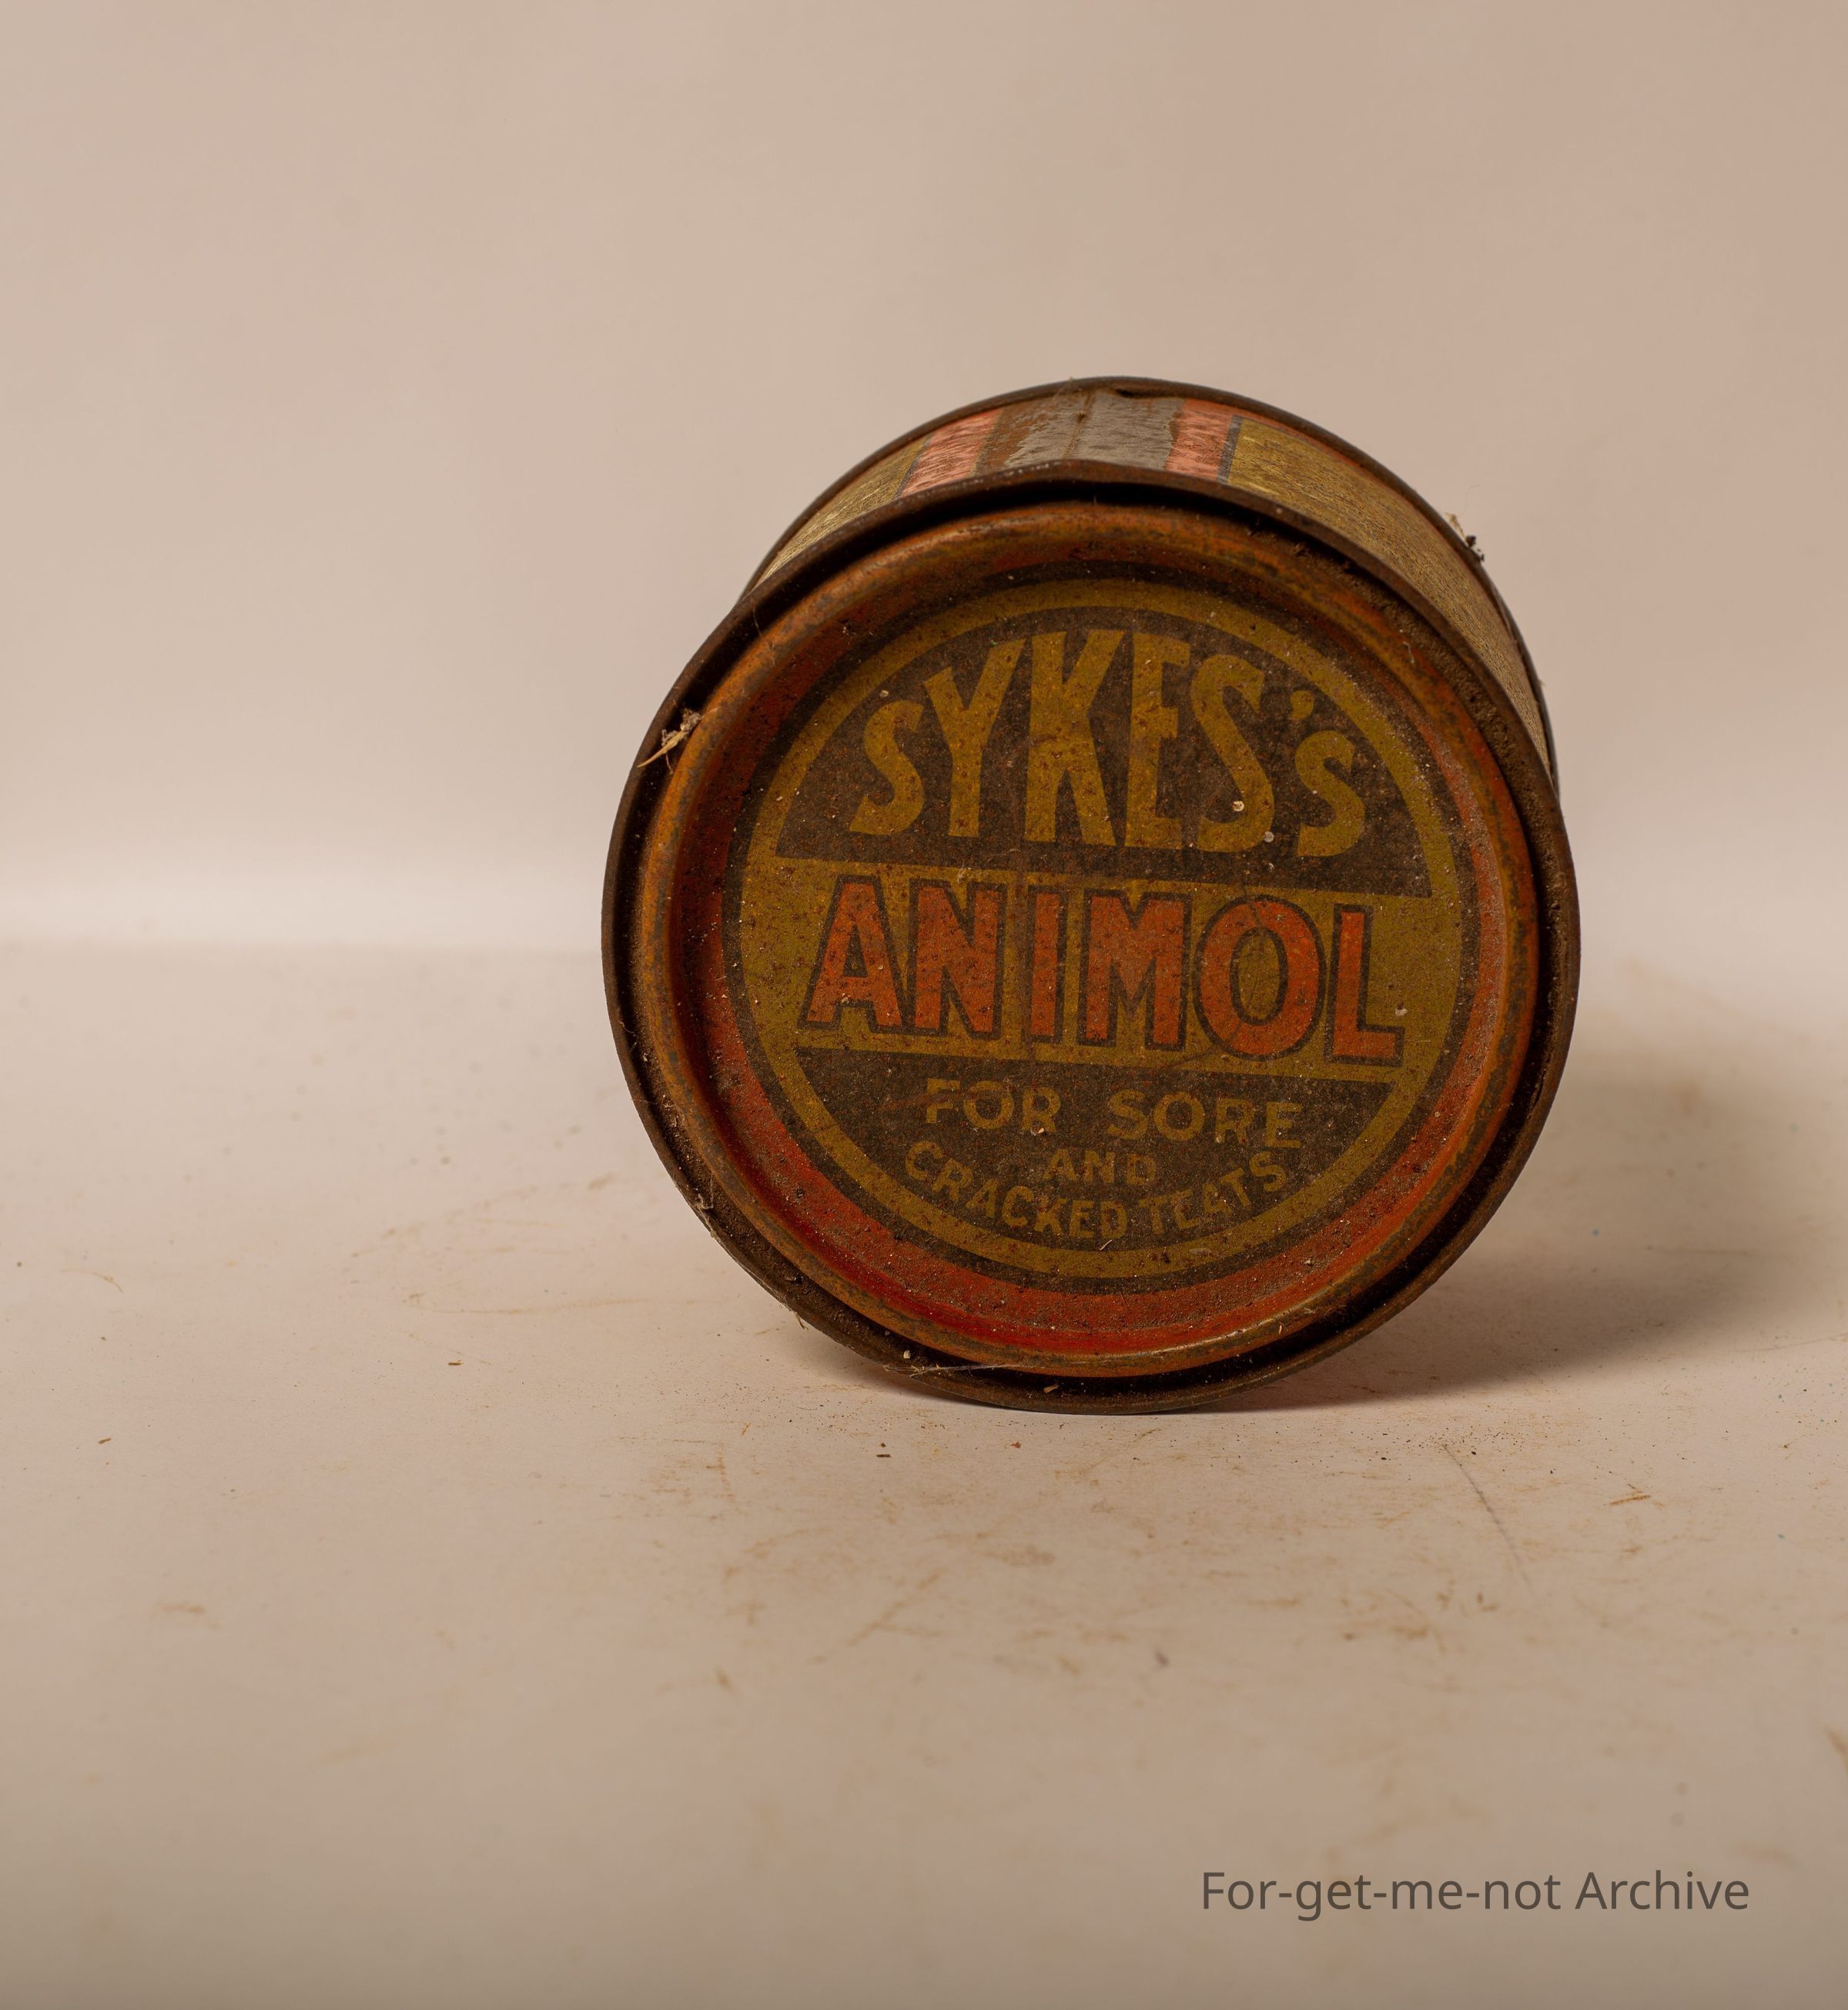 SYKES's
ANIMOL
FOR SORE
AND
CRACKED TEATS
For-get-me-not Archive